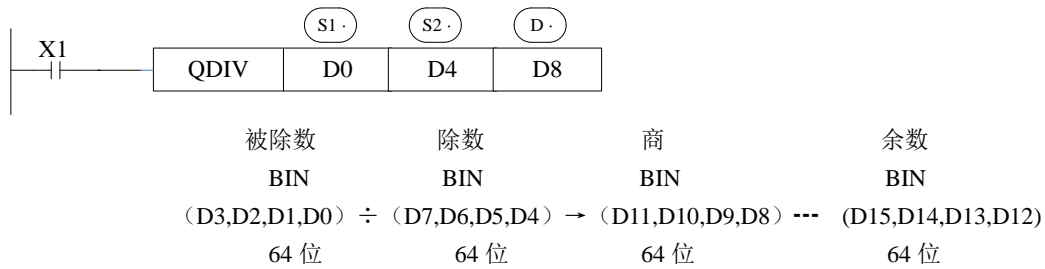 S1· S2· D·
X1
QDIV D0 D4 D8
被除数 除数 商 余数
BIN BIN BIN BIN
（D3,D2,D1,D0）÷（D7,D6,D5,D4）→（D11,D10,D9,D8）--- (D15,D14,D13,D12)
64 位 64 位 64 位 64 位